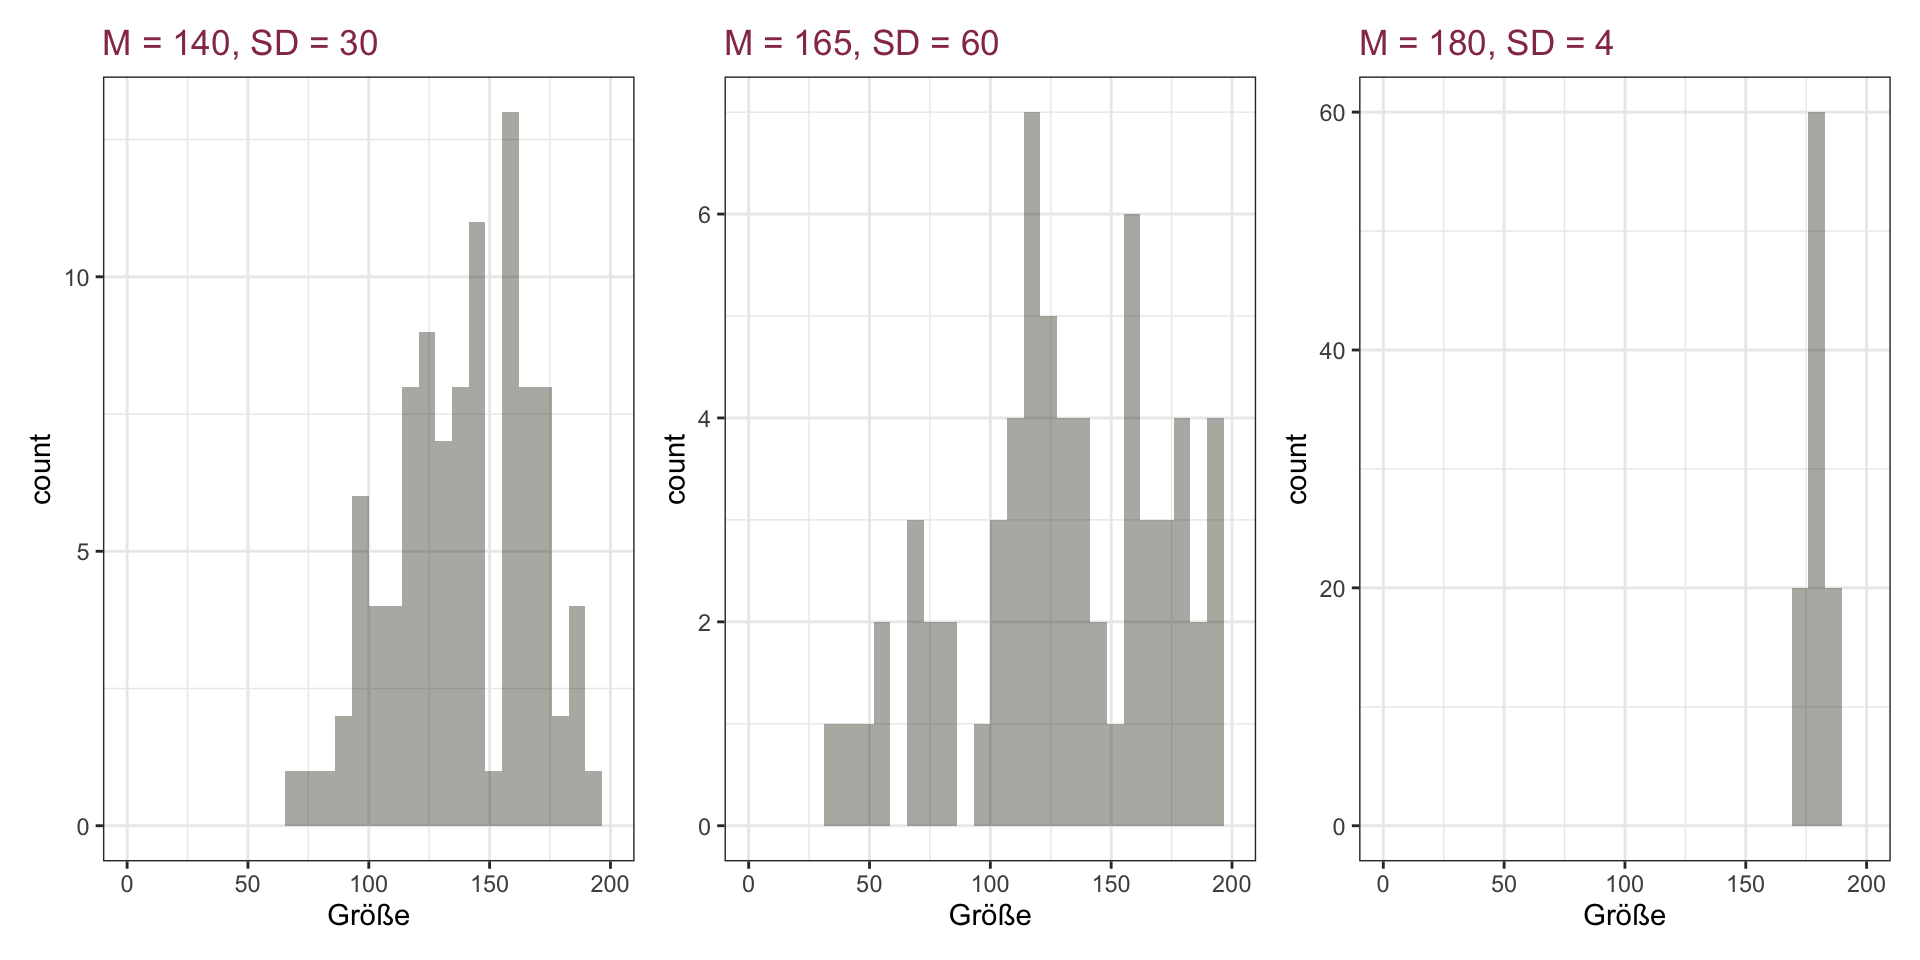 M = 140, SD = 30
count
10
5
0
0 50 100 150 200
Größe
M = 165, SD = 60
count
6
4
2
0
0 50 100 150 200
Größe
M = 180, SD = 4
count
60
40
20
0
0 50 100 150 200
Größe